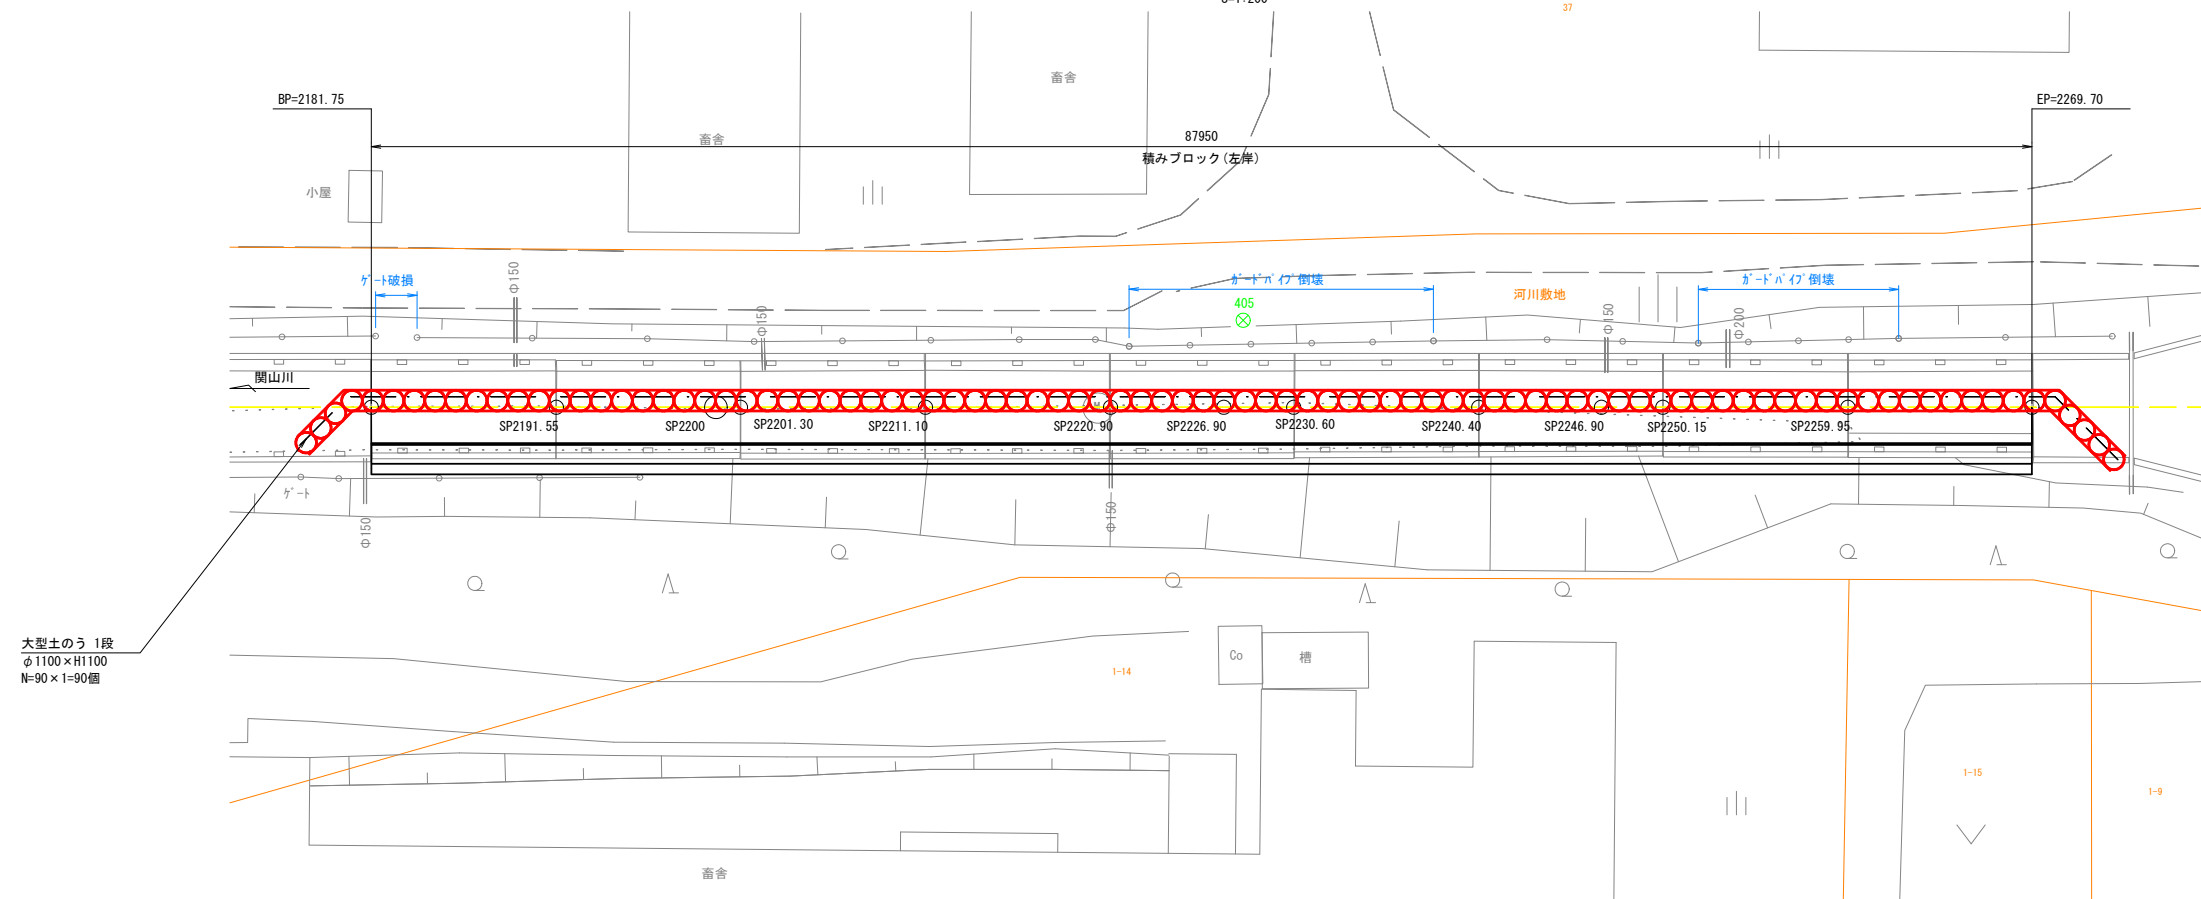 37
畜舎
BP=2181.75
EP=2269.70
87950
畜舎
積みブロック(左岸)
小屋
ｹﾞｰﾄ破損
Φ150
ｶﾞｰﾄﾞﾊﾟｲﾌﾟ倒壊
ｶﾞｰﾄﾞﾊﾟｲﾌﾟ倒壊
河川敷地
405
Φ150
Φ150
Φ200
関山川
M
SP2191.55
SP2200
SP2201.30
SP2211.10
SP2220.90
SP2226.90
SP2230.60
SP2240.40
SP2246.90
SP2250.15
SP2259.95
ｹﾞｰﾄ
Φ150
Φ150
大型土のう 1段
φ1100×H1100
N=90×1=90個
Co
槽
1-14
1-15
1-9
畜舎